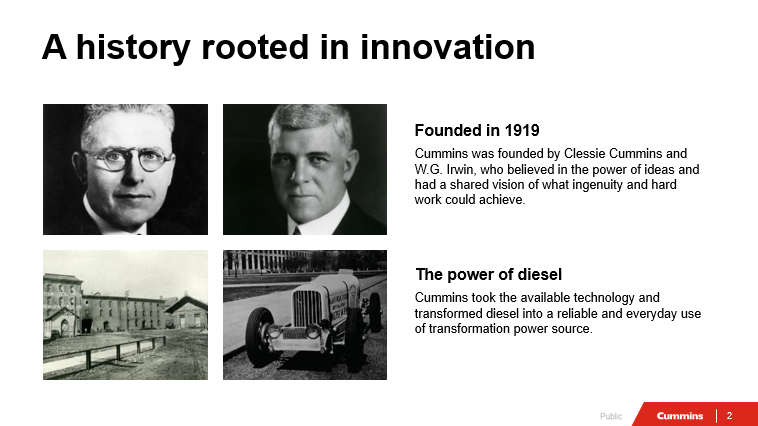 A history rooted in innovation
Founded in 1919
Cummins was founded by Clessie Cummins and
W.G. Irwin, who believed in the power of ideas and
had a shared vision of what ingenuity and hard
work could achieve.
The power of diesel
Cummins took the available technology and
transformed diesel into a reliable and everyday use
of transformation power source.
Public
Cummins
2